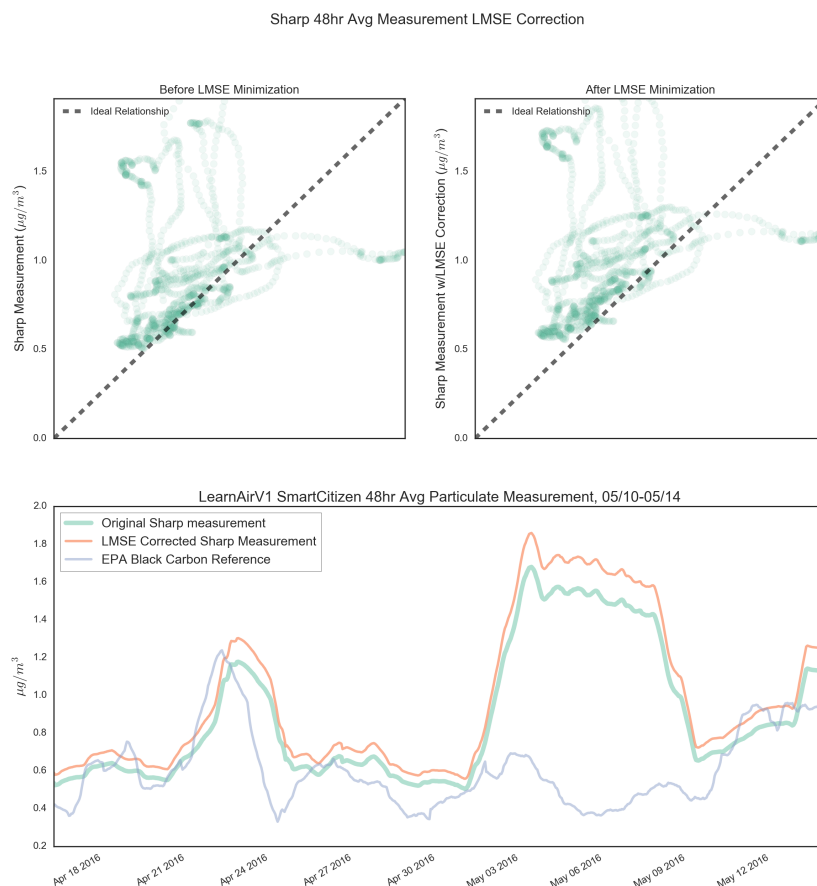 Sharp 48hr Avg Measurement LMSE Correction
Before LMSE Minimization
Ideal Relationship
Sharp Measurement (μg/m³)
1.5
1.0
0.5
0.0
After LMSE Minimization
Ideal Relationship
Sharp Measurement w/LMSE Correction (μg/m³)
1.5
1.0
0.5
0.0
LearnAirV1 SmartCitizen 48hr Avg Particulate Measurement, 05/10-05/14
Original Sharp measurement
LMSE Corrected Sharp Measurement
EPA Black Carbon Reference
μg/m³
2.0
1.8
1.6
1.4
1.2
1.0
0.8
0.6
0.4
0.2
Apr 18 2016
Apr 21 2016
Apr 24 2016
Apr 27 2016
Apr 30 2016
May 03 2016
May 06 2016
May 09 2016
May 12 2016